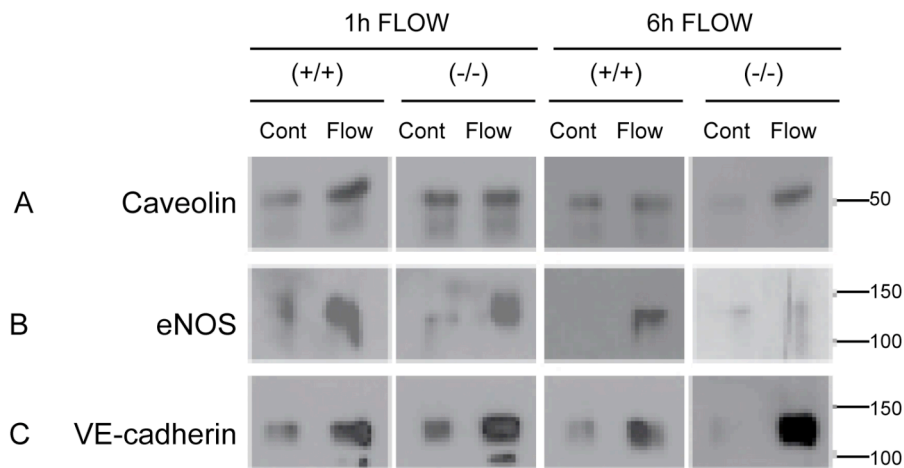 1h FLOW 6h FLOW
(+/+) (-/-) (+/+) (-/-)
Cont Flow Cont Flow Cont Flow Cont Flow
A Caveolin 50
B eNOS 150
100
C VE-cadherin 150
100